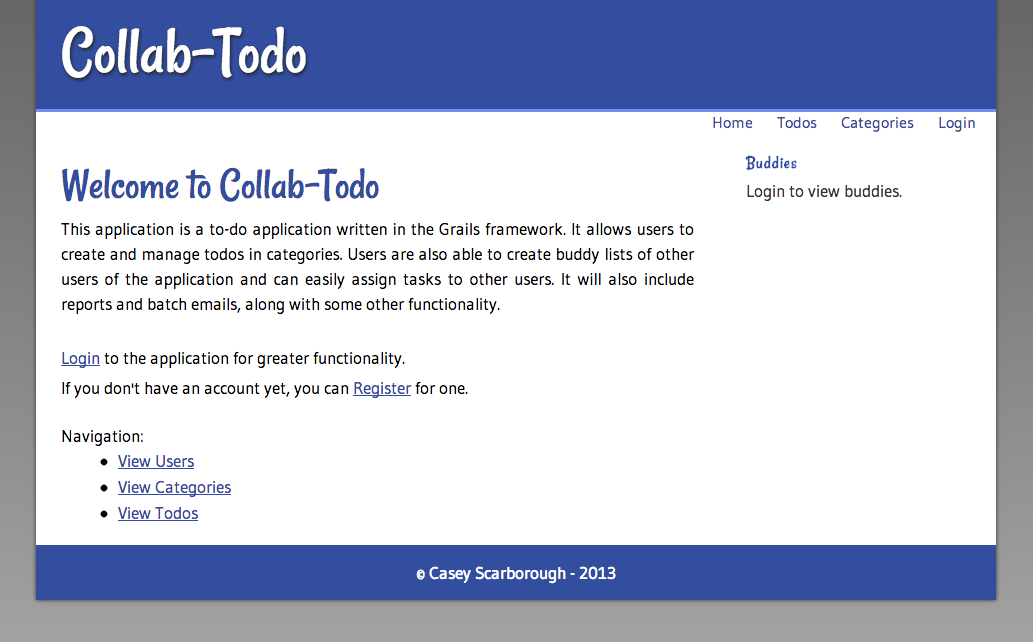 Collab-Todo
Home Todos Categories Login
Welcome to Collab-Todo
This application is a to-do application written in the Grails framework. It allows users to
create and manage todos in categories. Users are also able to create buddy lists of other
users of the application and can easily assign tasks to other users. It will also include
reports and batch emails, along with some other functionality.
Login to the application for greater functionality.
If you don't have an account yet, you can Register for one.
Navigation:
• View Users
• View Categories
• View Todos
Buddies
Login to view buddies.
© Casey Scarborough - 2013